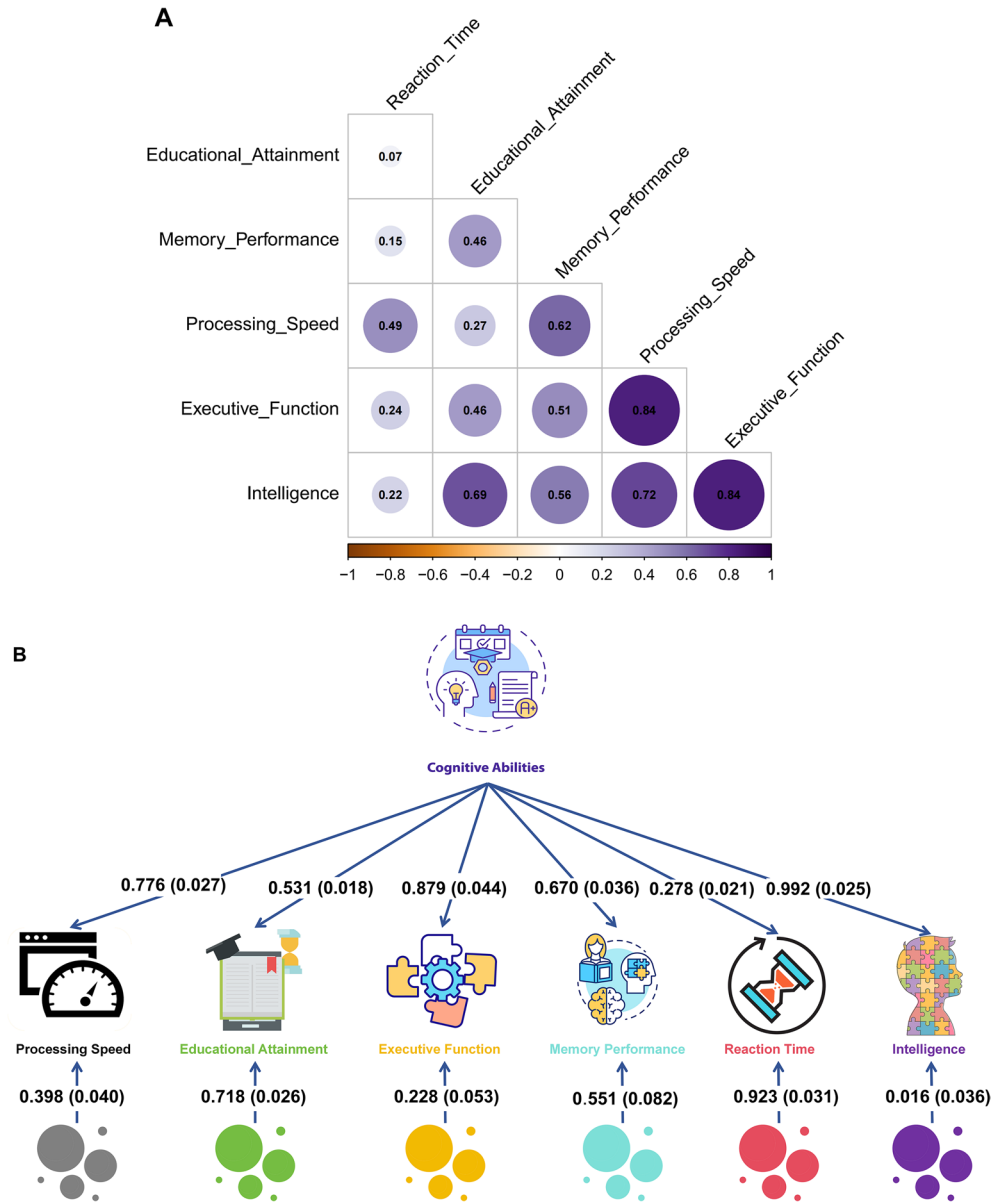 A
Reaction_Time
Educational_Attainment
Memory_Performance
Processing_Speed
Executive_Function
Educational_Attainment
0.07
Memory_Performance
0.15 0.46
Processing_Speed
0.49 0.27 0.62
Executive_Function
0.24 0.46 0.51 0.84
Intelligence
0.22 0.69 0.56 0.72 0.84
−1 −0.8 −0.6 −0.4 −0.2 0 0.2 0.4 0.6 0.8 1
B
A+
Cognitive Abilities
0.776 (0.027) 0.531 (0.018) 0.879 (0.044) 0.670 (0.036) 0.278 (0.021) 0.992 (0.025)
Processing Speed Educational Attainment Executive Function Memory Performance Reaction Time Intelligence
0.398 (0.040) 0.718 (0.026) 0.228 (0.053) 0.551 (0.082) 0.923 (0.031) 0.016 (0.036)